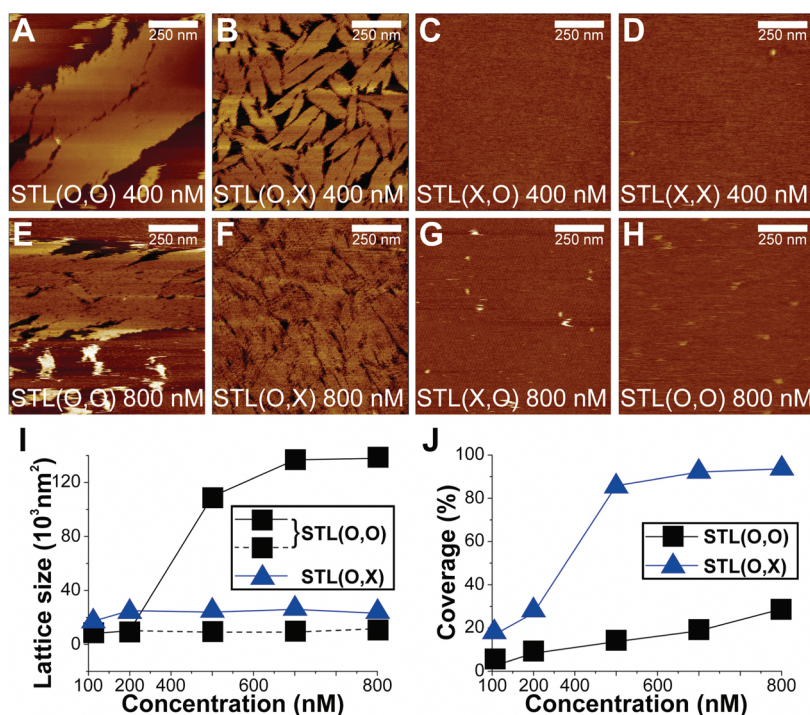 A
250 nm
STL(O,O) 400 nM
B
250 nm
STL(O,X) 400 nM
C
250 nm
STL(X,O) 400 nM
D
250 nm
STL(X,X) 400 nM
E
250 nm
STL(O,O) 800 nM
F
250 nm
STL(O,X) 800 nM
G
250 nm
STL(X,O) 800 nM
H
250 nm
STL(O,O) 800 nM
I
Lattice size (10³nm²)
120
80
40
0
100 200 400 600 800
Concentration (nM)
STL(O,O)
STL(O,X)
J
Coverage (%)
100
80
60
40
20
0
100 200 400 600 800
Concentration (nM)
STL(O,O)
STL(O,X)